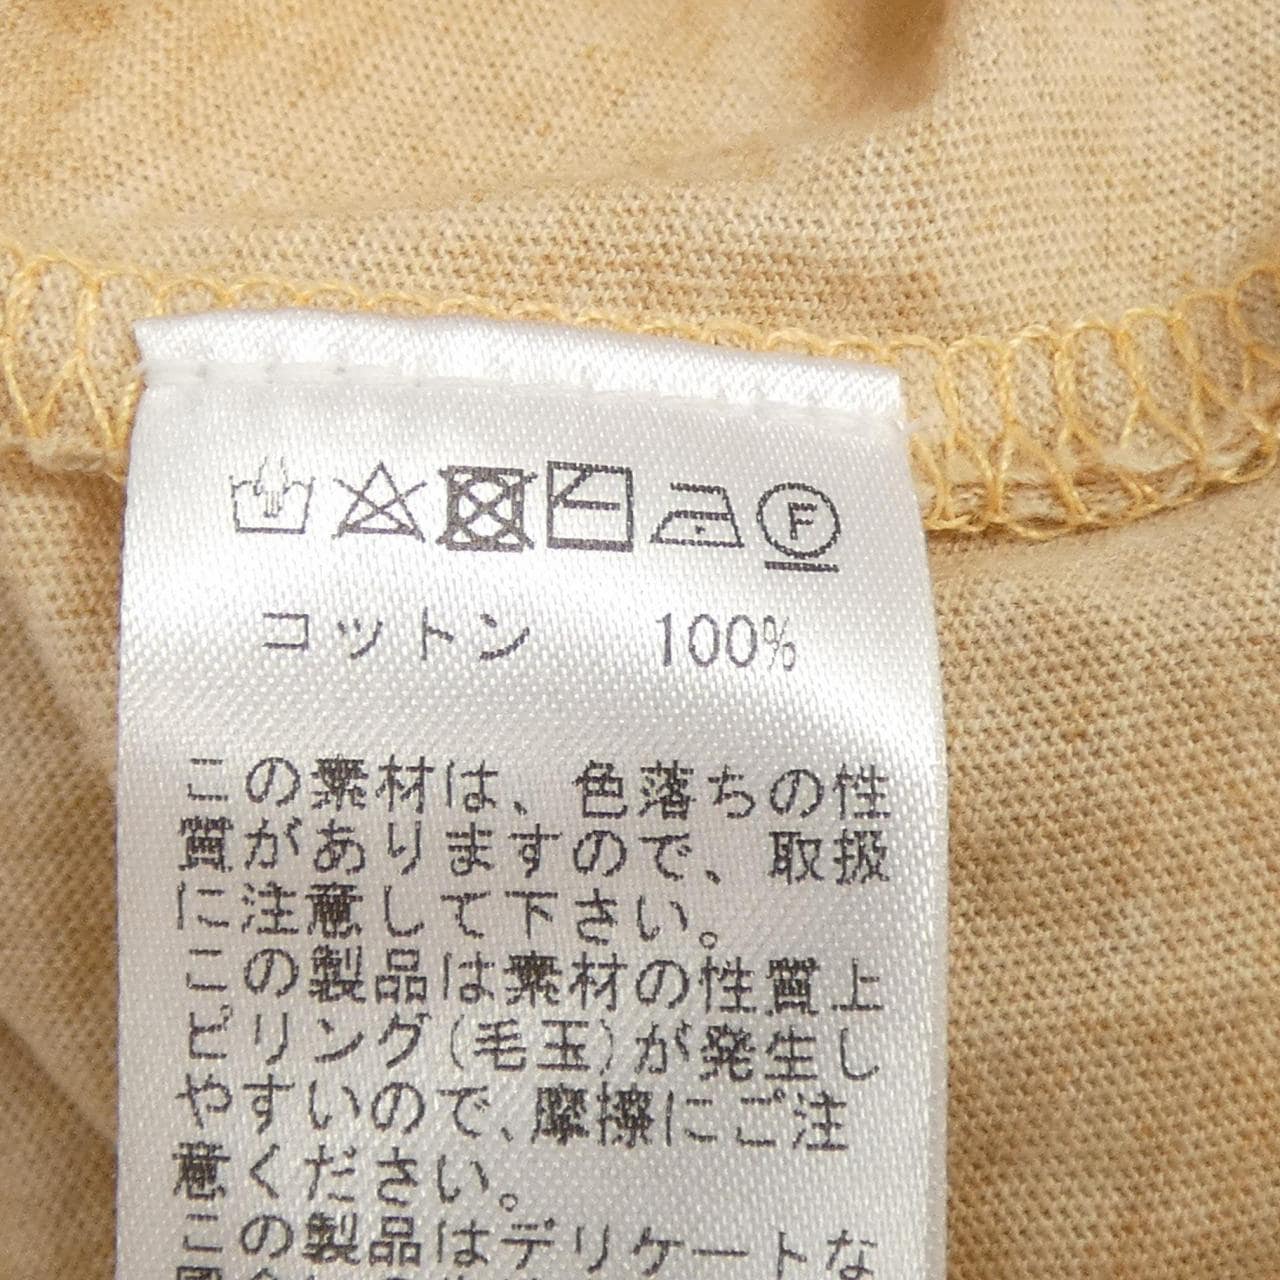 F
コットン 100%
この素材は、色落ちの性
質がありますので、取扱
に注意して下さい。
この製品は素材の性質上
ピリング(毛玉)が発生し
やすいので、摩擦にご注
意ください。
この製品はデリケートな